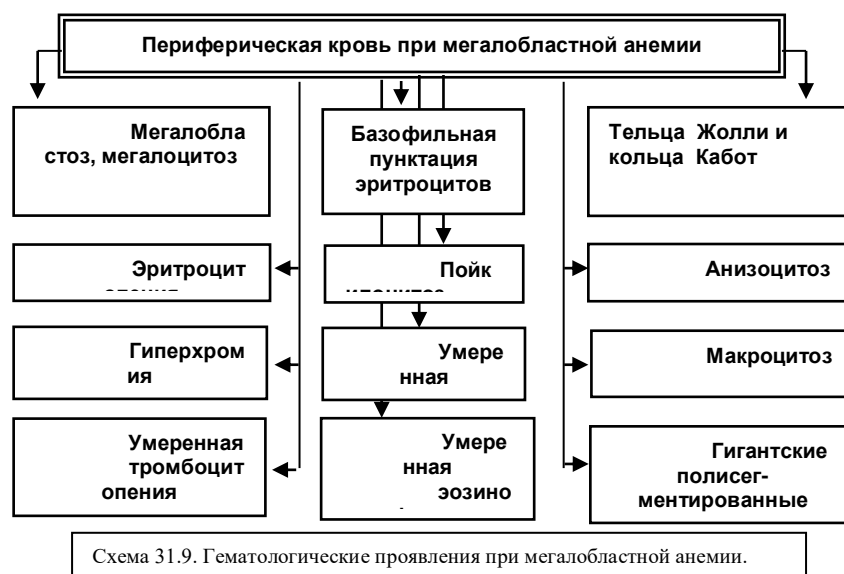 Периферическая кровь при мегалобластной анемии
Мегалобла
стоз, мегалоцитоз
Базофильная
пунктация
эритроцитов
Тельца Жолли и
кольца Кабот
Эритроцит
Пойк
Анизоцитоз
Гиперхром
ия
Умере
нная
Макроцитоз
Умеренная
тромбоцит
опения
Умере
нная
эозино
Гигантские
полисег-
ментированные
Схема 31.9. Гематологические проявления при мегалобластной анемии.